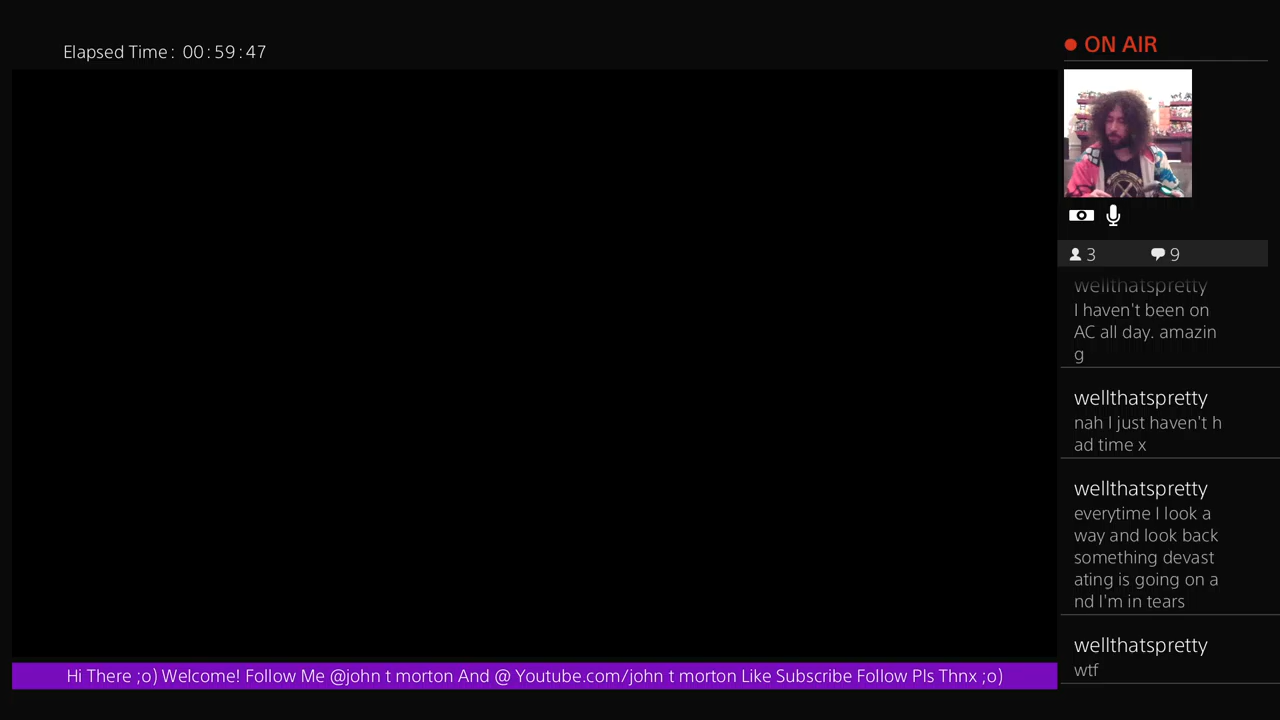 Elapsed Time: 00:59:47
ON AIR
3 9
wellthatspretty
I haven't been on
AC all day. amazin
g
wellthatspretty
nah I just haven't h
ad time x
wellthatspretty
everytime I look a
way and look back
something devast
ating is going on a
nd I'm in tears
wellthatspretty
wtf
Hi There ;o) Welcome! Follow Me @john t morton And @ Youtube.com/john t morton Like Subscribe Follow Pls Thnx ;o)